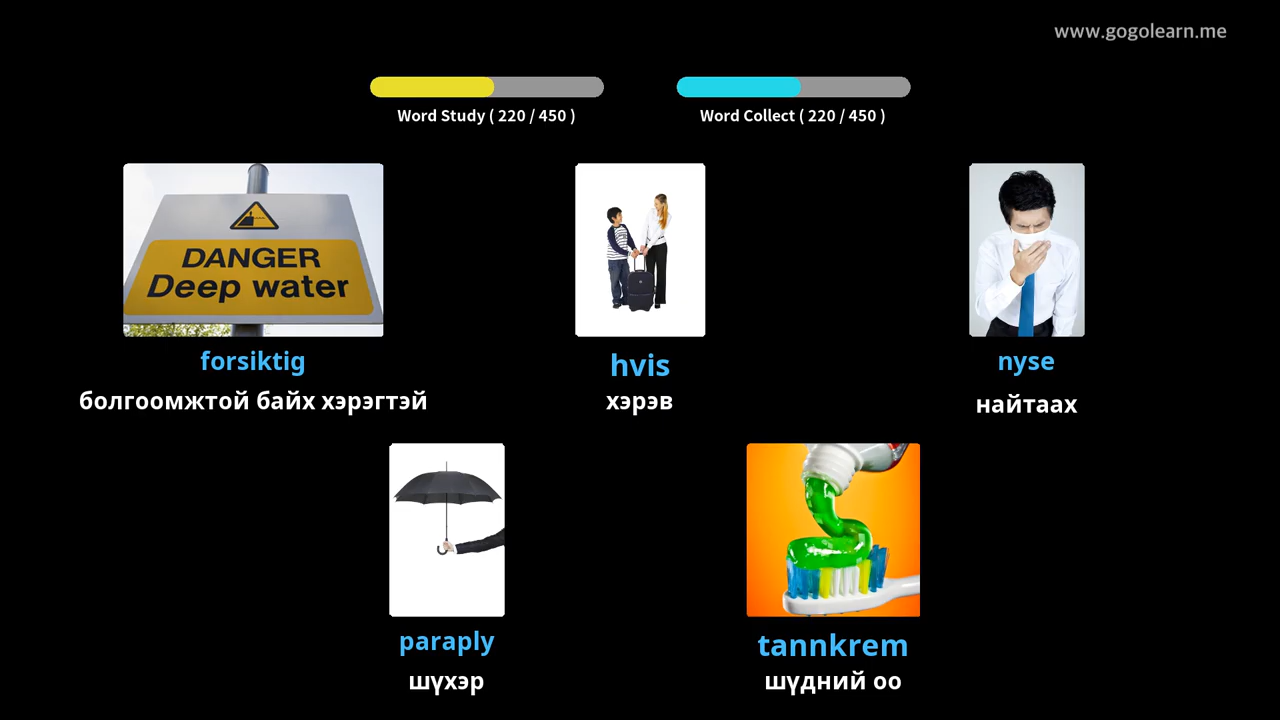 www.gogolearn.me
Word Study ( 220 / 450 )
Word Collect ( 220 / 450 )
DANGER
Deep water
forsiktig
болгоомжтой байх хэрэгтэй
hvis
хэрэв
nyse
найтаах
paraply
шүхэр
tannkrem
шүдний оо